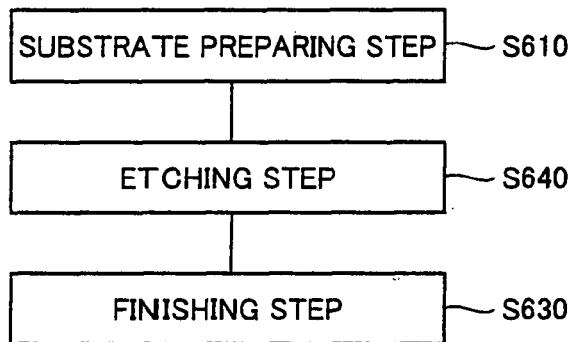 SUBSTRATE PREPARING STEP S610
ETCHING STEP S640
FINISHING STEP S630